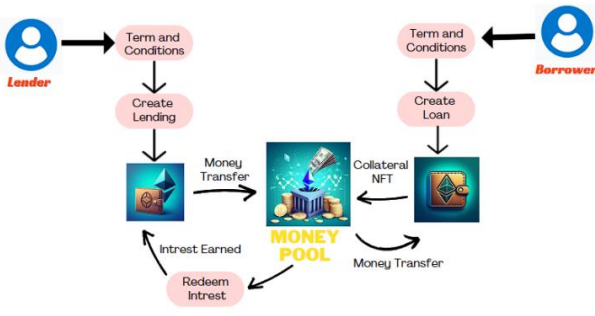 Term and
Conditions
Lender
Create
Lending
Term and
Conditions
Borrower
Create
Loan
Money
Transfer
Collateral
NFT
MONEY
POOL
Intrest Earned
Money Transfer
Redeem
Intrest